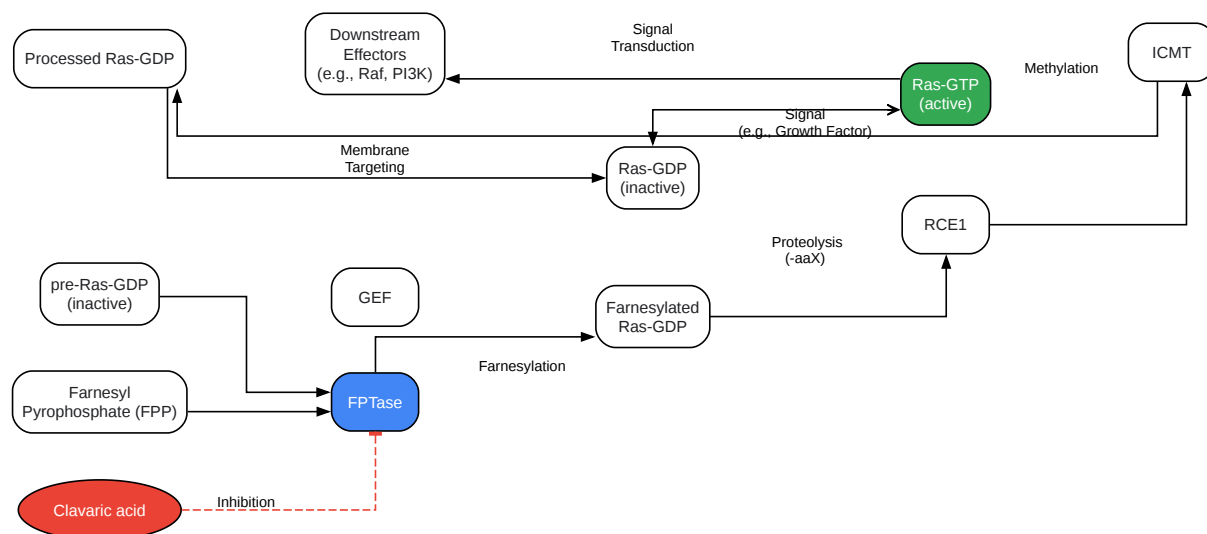 Processed Ras-GDP
Downstream
Effectors
(e.g., Raf, PI3K)
Signal
Transduction
Ras-GTP
(active)
Methylation
ICMT
Signal
(e.g., Growth Factor)
Membrane
Targeting
Ras-GDP
(inactive)
RCE1
Proteolysis
(-aaX)
pre-Ras-GDP
(inactive)
GEF
Farnesylated
Ras-GDP
Farnesylation
Farnesyl
Pyrophosphate (FPP)
FPTase
Clavaric acid
Inhibition